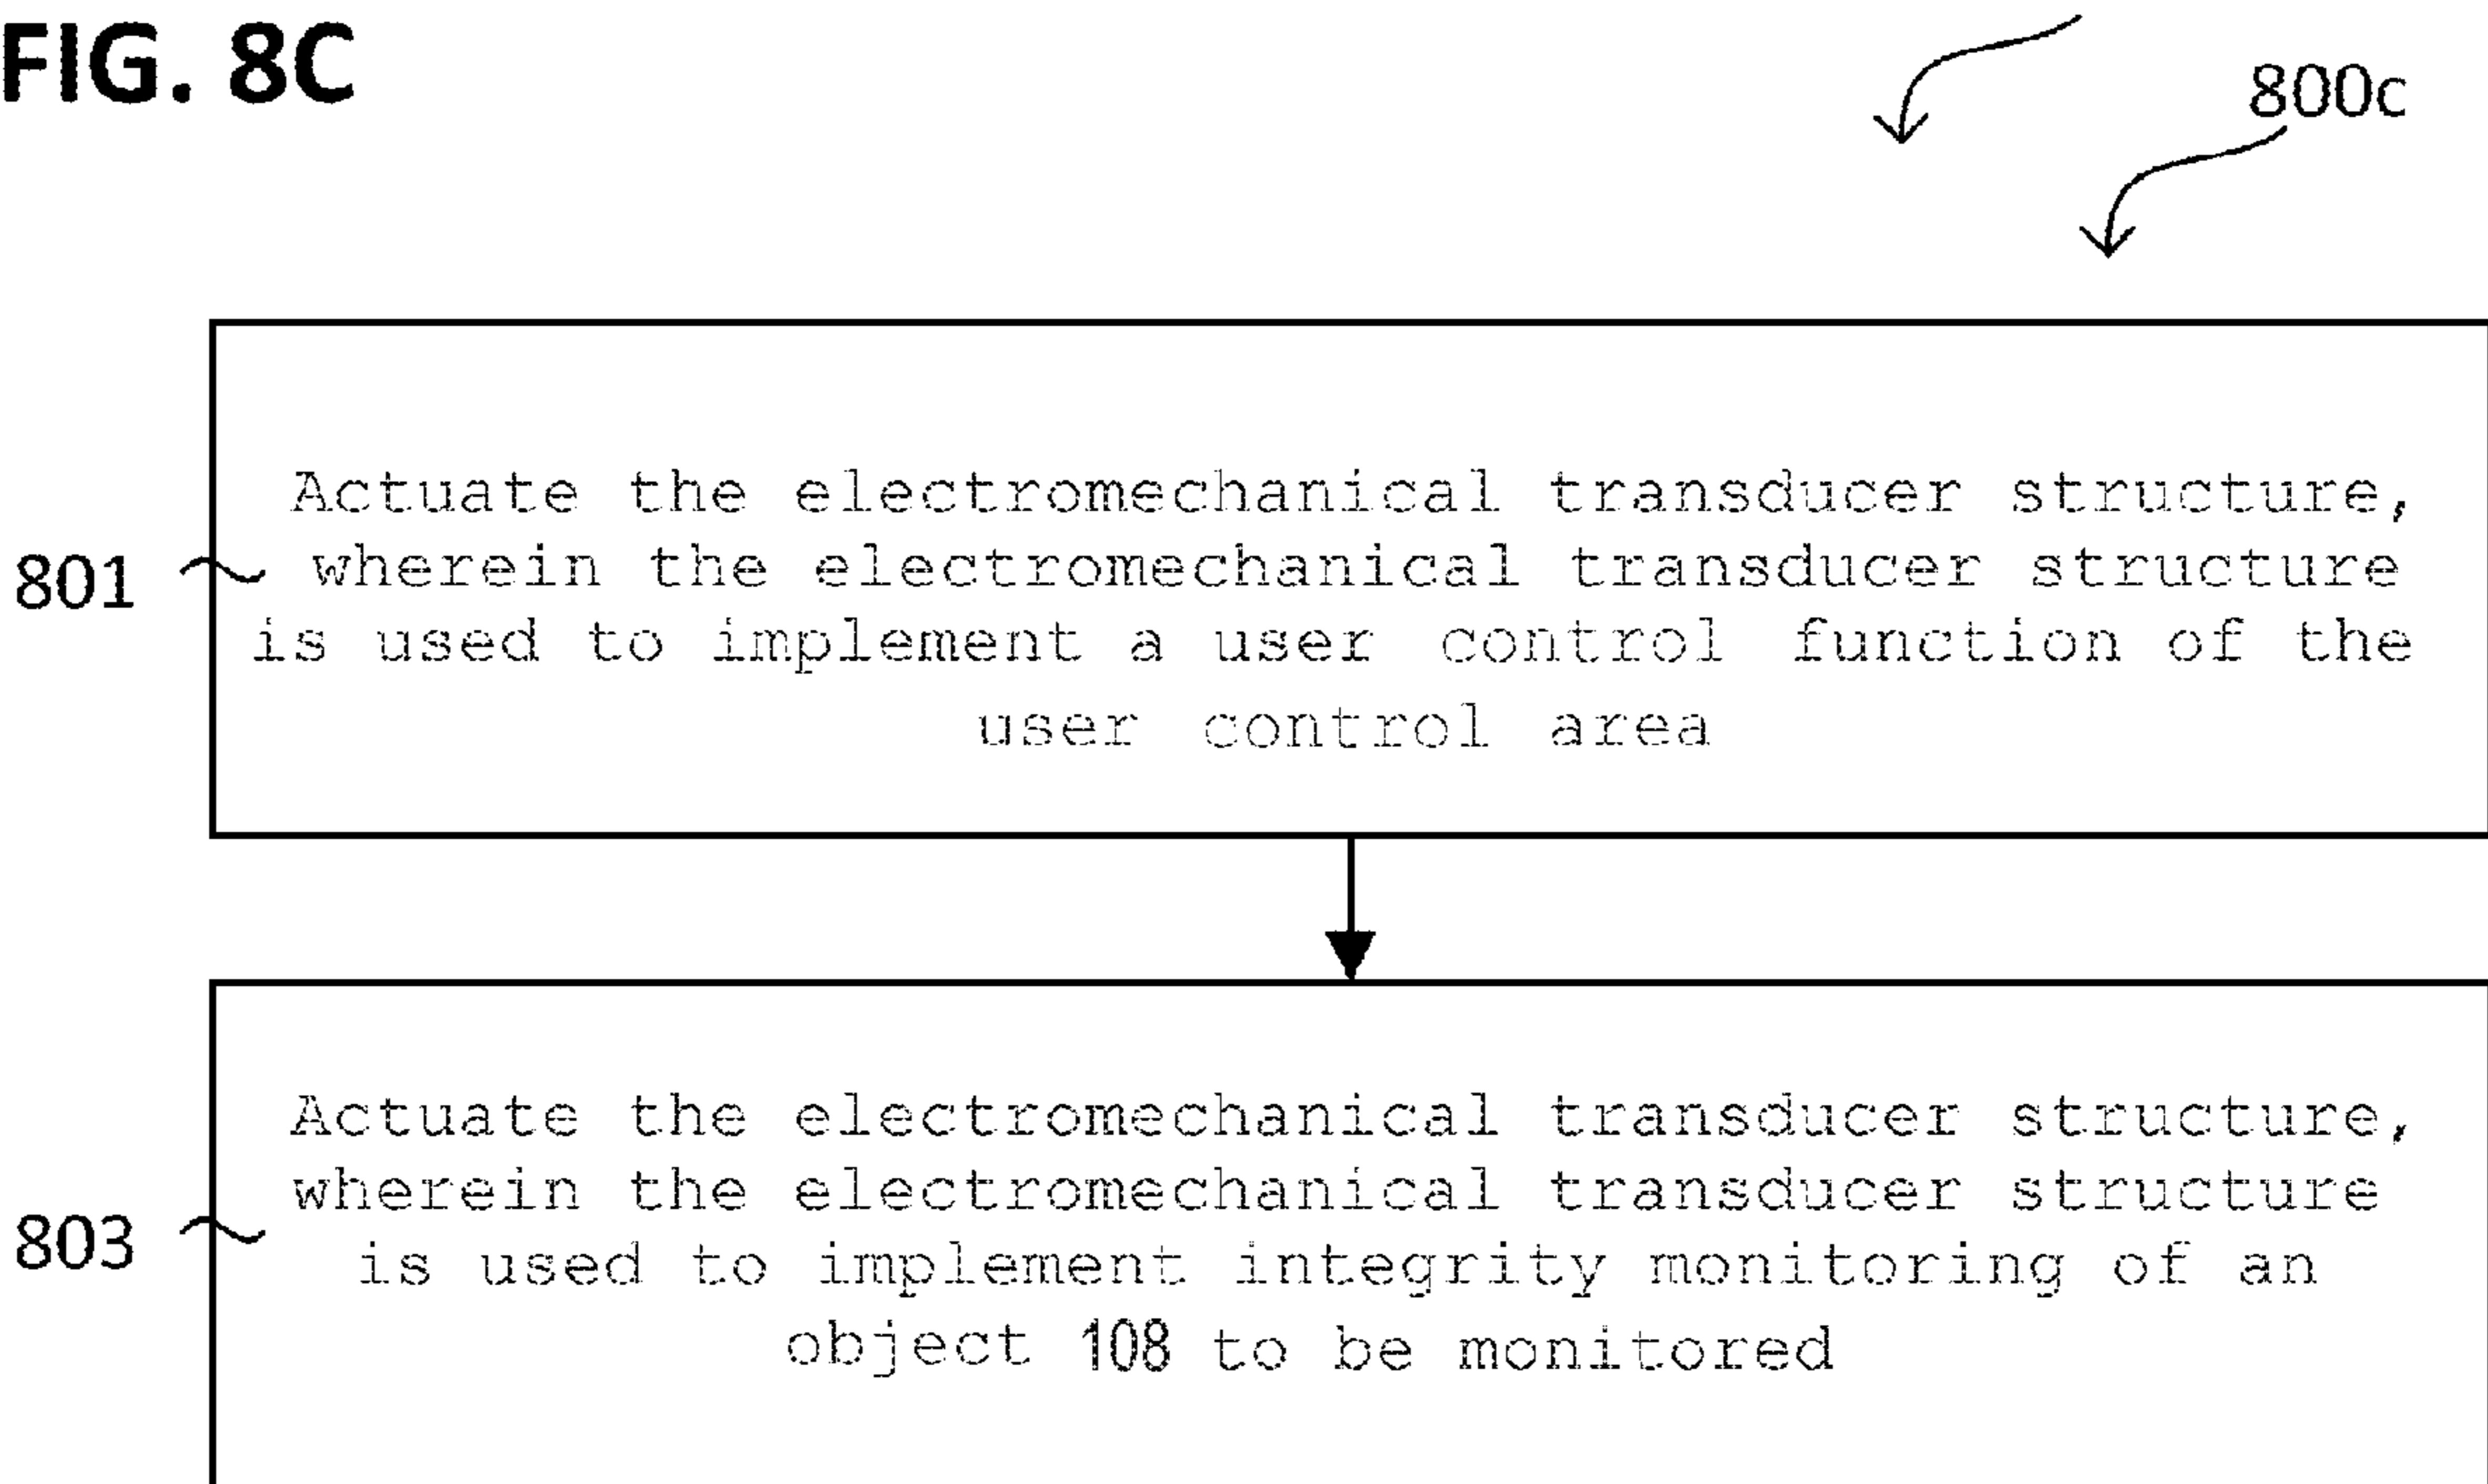 FIG. 8C
800c
801
Actuate the electromechanical transducer structure,
wherein the electromechanical transducer structure
is used to implement a user control function of the
user control area
803
Actuate the electromechanical transducer structure,
wherein the electromechanical transducer structure
is used to implement integrity monitoring of an
object 108 to be monitored